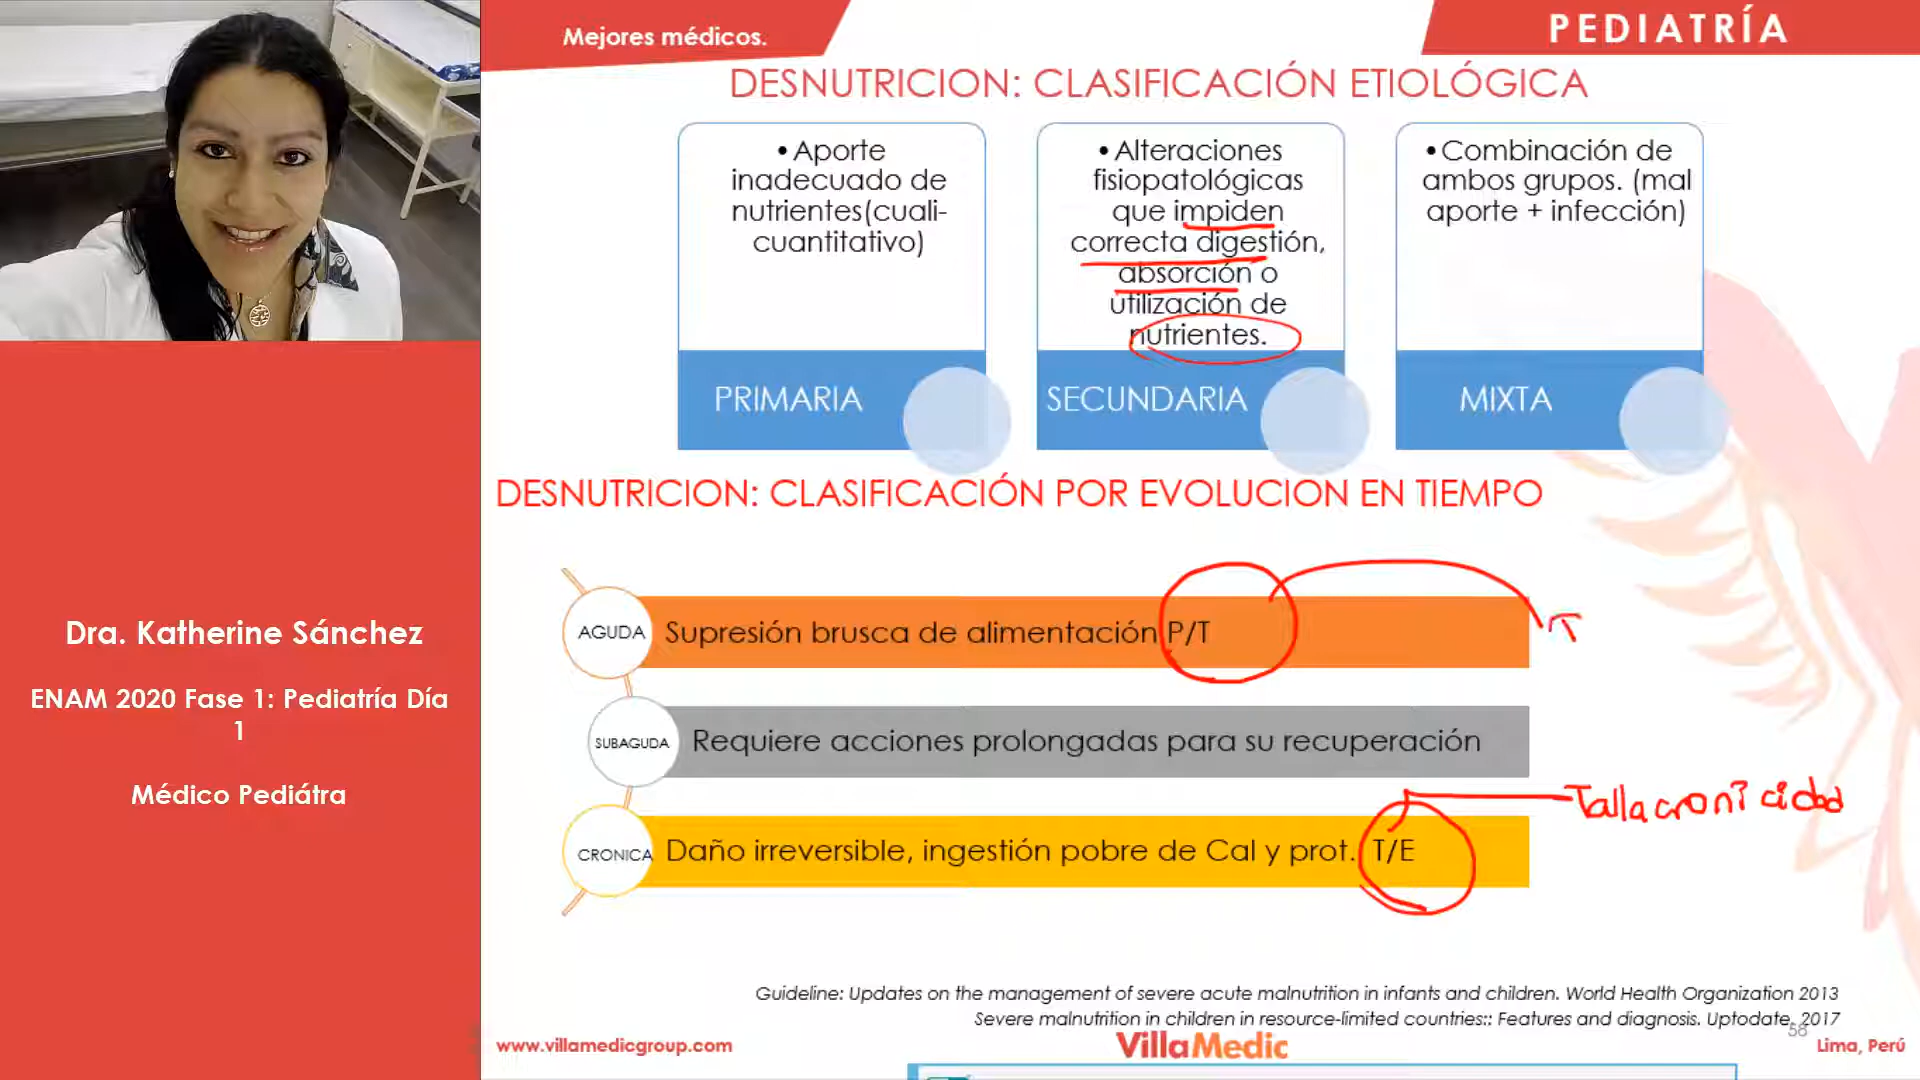 Mejores médicos.
PEDIATRÍA
DESNUTRICION: CLASIFICACIÓN ETIOLÓGICA
•Aporte
inadecuado de
nutrientes(cuali-
cuantitativo)
PRIMARIA
•Alteraciones
fisiopatológicas
que impiden
correcta digestión,
absorción o
utilización de
nutrientes.
SECUNDARIA
•Combinación de
ambos grupos. (mal
aporte + infección)
MIXTA
DESNUTRICION: CLASIFICACIÓN POR EVOLUCION EN TIEMPO
AGUDA
Supresión brusca de alimentación P/T
SUBAGUDA
Requiere acciones prolongadas para su recuperación
CRONICA
Daño irreversible, ingestión pobre de Cal y prot. T/E
Talla cronicidad
Dra. Katherine Sánchez
ENAM 2020 Fase 1: Pediatría Día
1
Médico Pediátra
Guideline: Updates on the management of severe acute malnutrition in infants and children. World Health Organization 2013
Severe malnutrition in children in resource-limited countries:: Features and diagnosis. Uptodate, 2017
58
www.villamedicgroup.com
VillaMedic
Lima, Perú